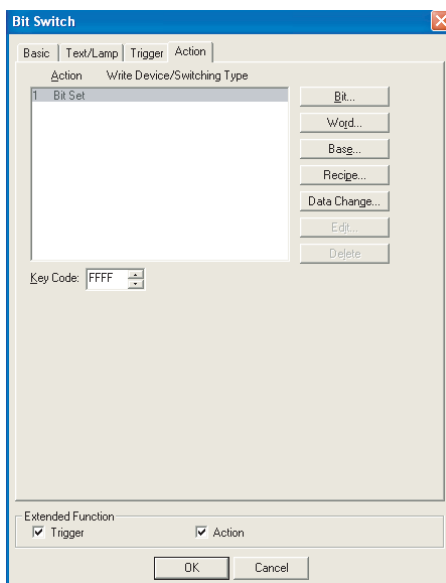 Bit Switch
Basic Text/Lamp Trigger Action
Action Write Device/Switching Type
1 Bit Set
Bit...
Word...
Base...
Recipe...
Data Change...
Edit...
Delete
Key Code: FFFF
Extended Function
Trigger Action
OK Cancel